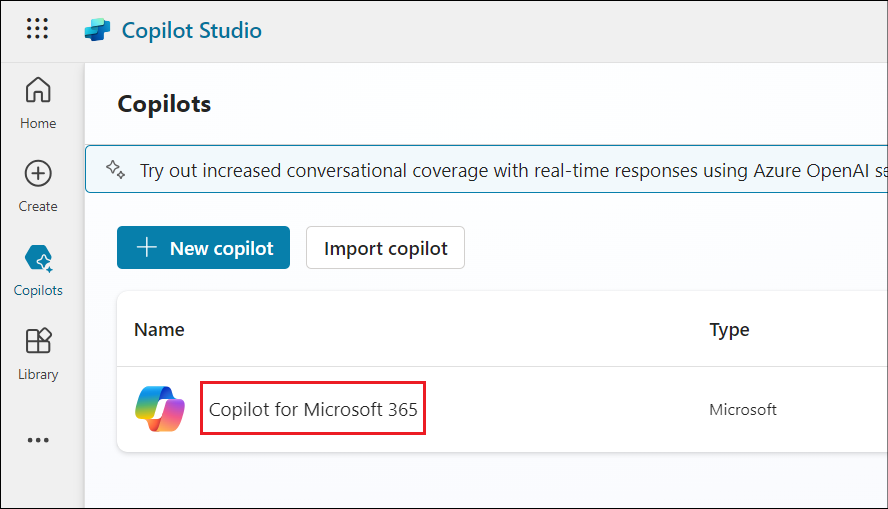 Copilot Studio
Home
Create
Copilots
Library
Copilots
Try out increased conversational coverage with real-time responses using Azure OpenAI se
New copilot
Import copilot
Name
Type
Copilot for Microsoft 365
Microsoft